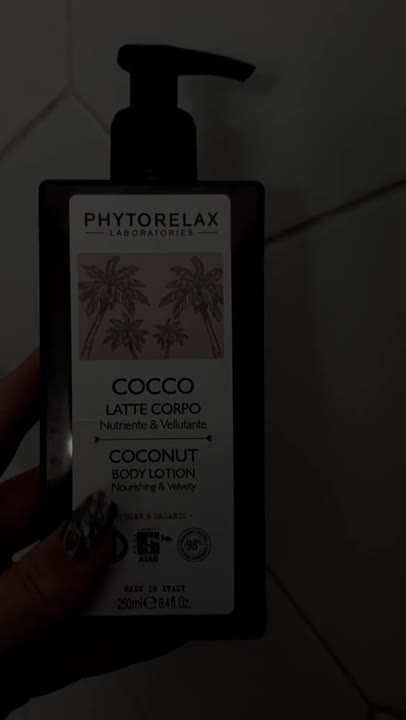 PHYTORELAX
LABORATORIES
COCCO
LATTE CORPO
Nutriente & Vellutante
COCONUT
BODY LOTION
Nourishing & Velvety
VEGAN & ORGANIC -
AIAB
98%
MADE IN ITALY
250ml e 8.4fl.Oz.